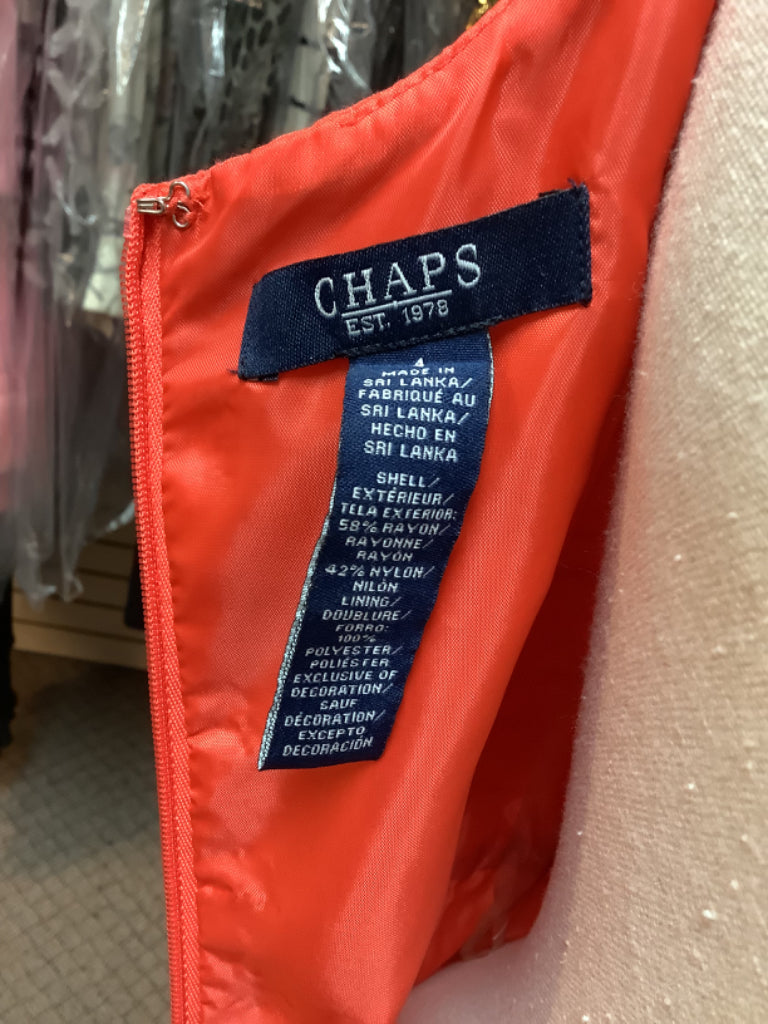 CHAPS
EST. 1978
4
MADE IN
SRI LANKA/
FABRIQUÉ AU
SRI LANKA/
HECHO EN
SRI LANKA
SHELL/
EXTÉRIEUR/
TELA EXTERIOR:
58% RAYON/
RAYONNE/
RAYÓN
42% NYLON/
NILÓN
LINING/
DOUBLURE/
FORRO:
100%
POLYESTER/
POLIÉSTER
EXCLUSIVE OF
DECORATION/
SAUF
DÉCORATION/
EXCEPTO
DECORACIÓN